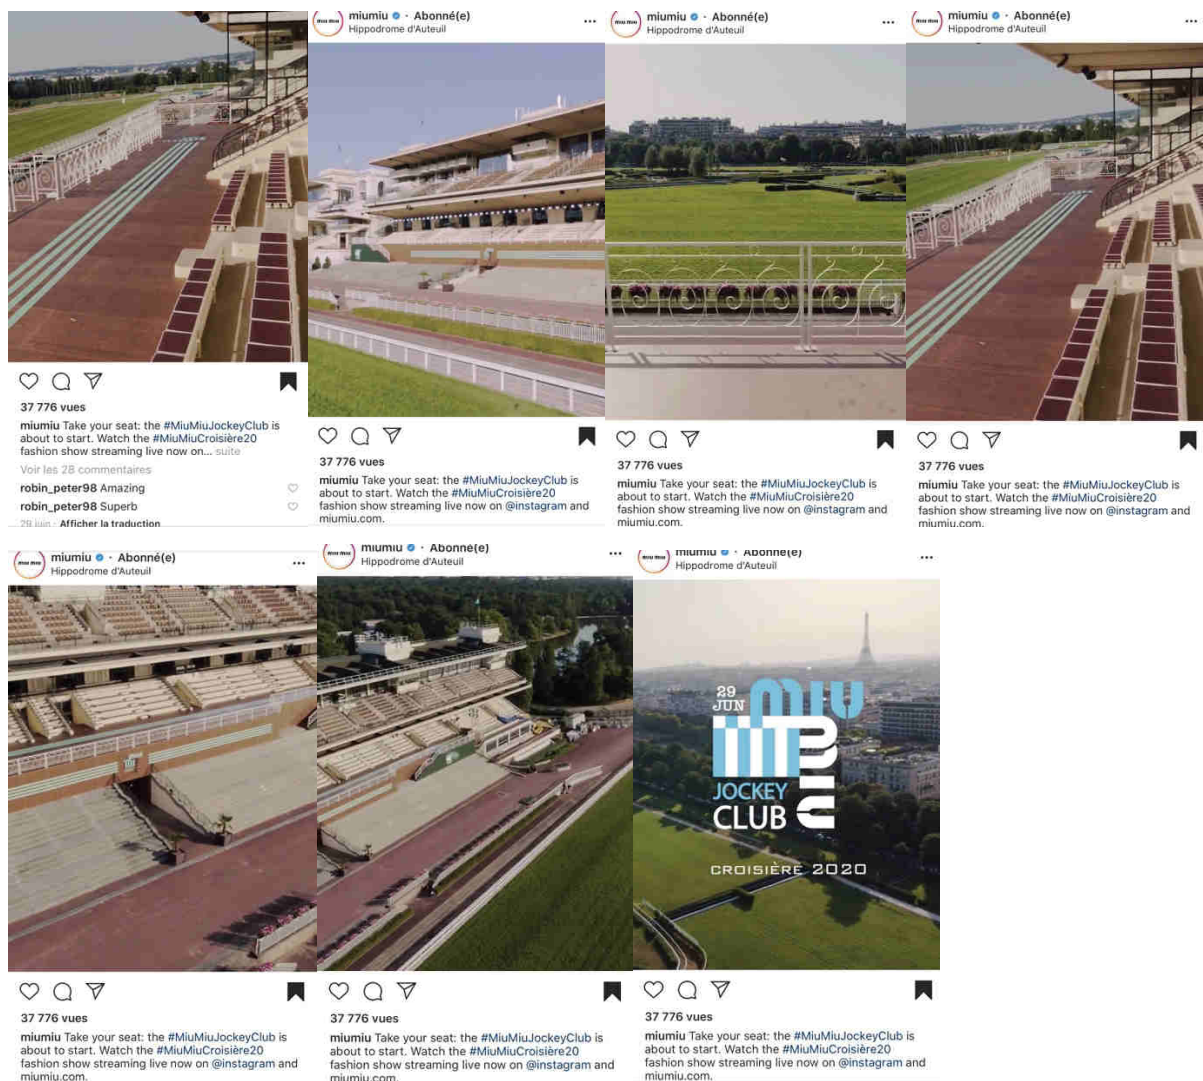 miumiu · Abonné(e)
Hippodrome d'Auteuil
miumiu · Abonné(e)
Hippodrome d'Auteuil
miumiu · Abonné(e)
Hippodrome d'Auteuil
37 776 vues
miumiu Take your seat: the #MiuMiuJockeyClub is
about to start. Watch the #MiuMiuCroisière20
fashion show streaming live now on... suite
Voir les 28 commentaires
robin_peter98 Amazing
robin_peter98 Superb
29 juin · Afficher la traduction
37 776 vues
miumiu Take your seat: the #MiuMiuJockeyClub is
about to start. Watch the #MiuMiuCroisière20
fashion show streaming live now on @instagram and
miumiu.com.
37 776 vues
miumiu Take your seat: the #MiuMiuJockeyClub is
about to start. Watch the #MiuMiuCroisière20
fashion show streaming live now on @instagram and
miumiu.com.
37 776 vues
miumiu Take your seat: the #MiuMiuJockeyClub is
about to start. Watch the #MiuMiuCroisière20
fashion show streaming live now on @instagram and
miumiu.com.
miumiu · Abonné(e)
Hippodrome d'Auteuil
37 776 vues
miumiu Take your seat: the #MiuMiuJockeyClub is
about to start. Watch the #MiuMiuCroisière20
fashion show streaming live now on @instagram and
miumiu.com.
miumiu · Abonné(e)
Hippodrome d'Auteuil
37 776 vues
miumiu Take your seat: the #MiuMiuJockeyClub is
about to start. Watch the #MiuMiuCroisière20
fashion show streaming live now on @instagram and
miumiu.com.
miumiu · Abonné(e)
Hippodrome d'Auteuil
29
JUN
MIU
MIU
JOCKEY
CLUB
CROISIÈRE 2020
37 776 vues
miumiu Take your seat: the #MiuMiuJockeyClub is
about to start. Watch the #MiuMiuCroisière20
fashion show streaming live now on @instagram and
miumiu.com.